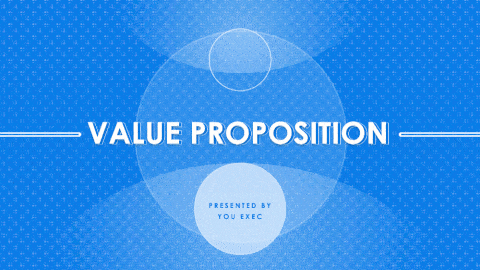 VALUE PROPOSITION
PRESENTED BY
YOU EXEC